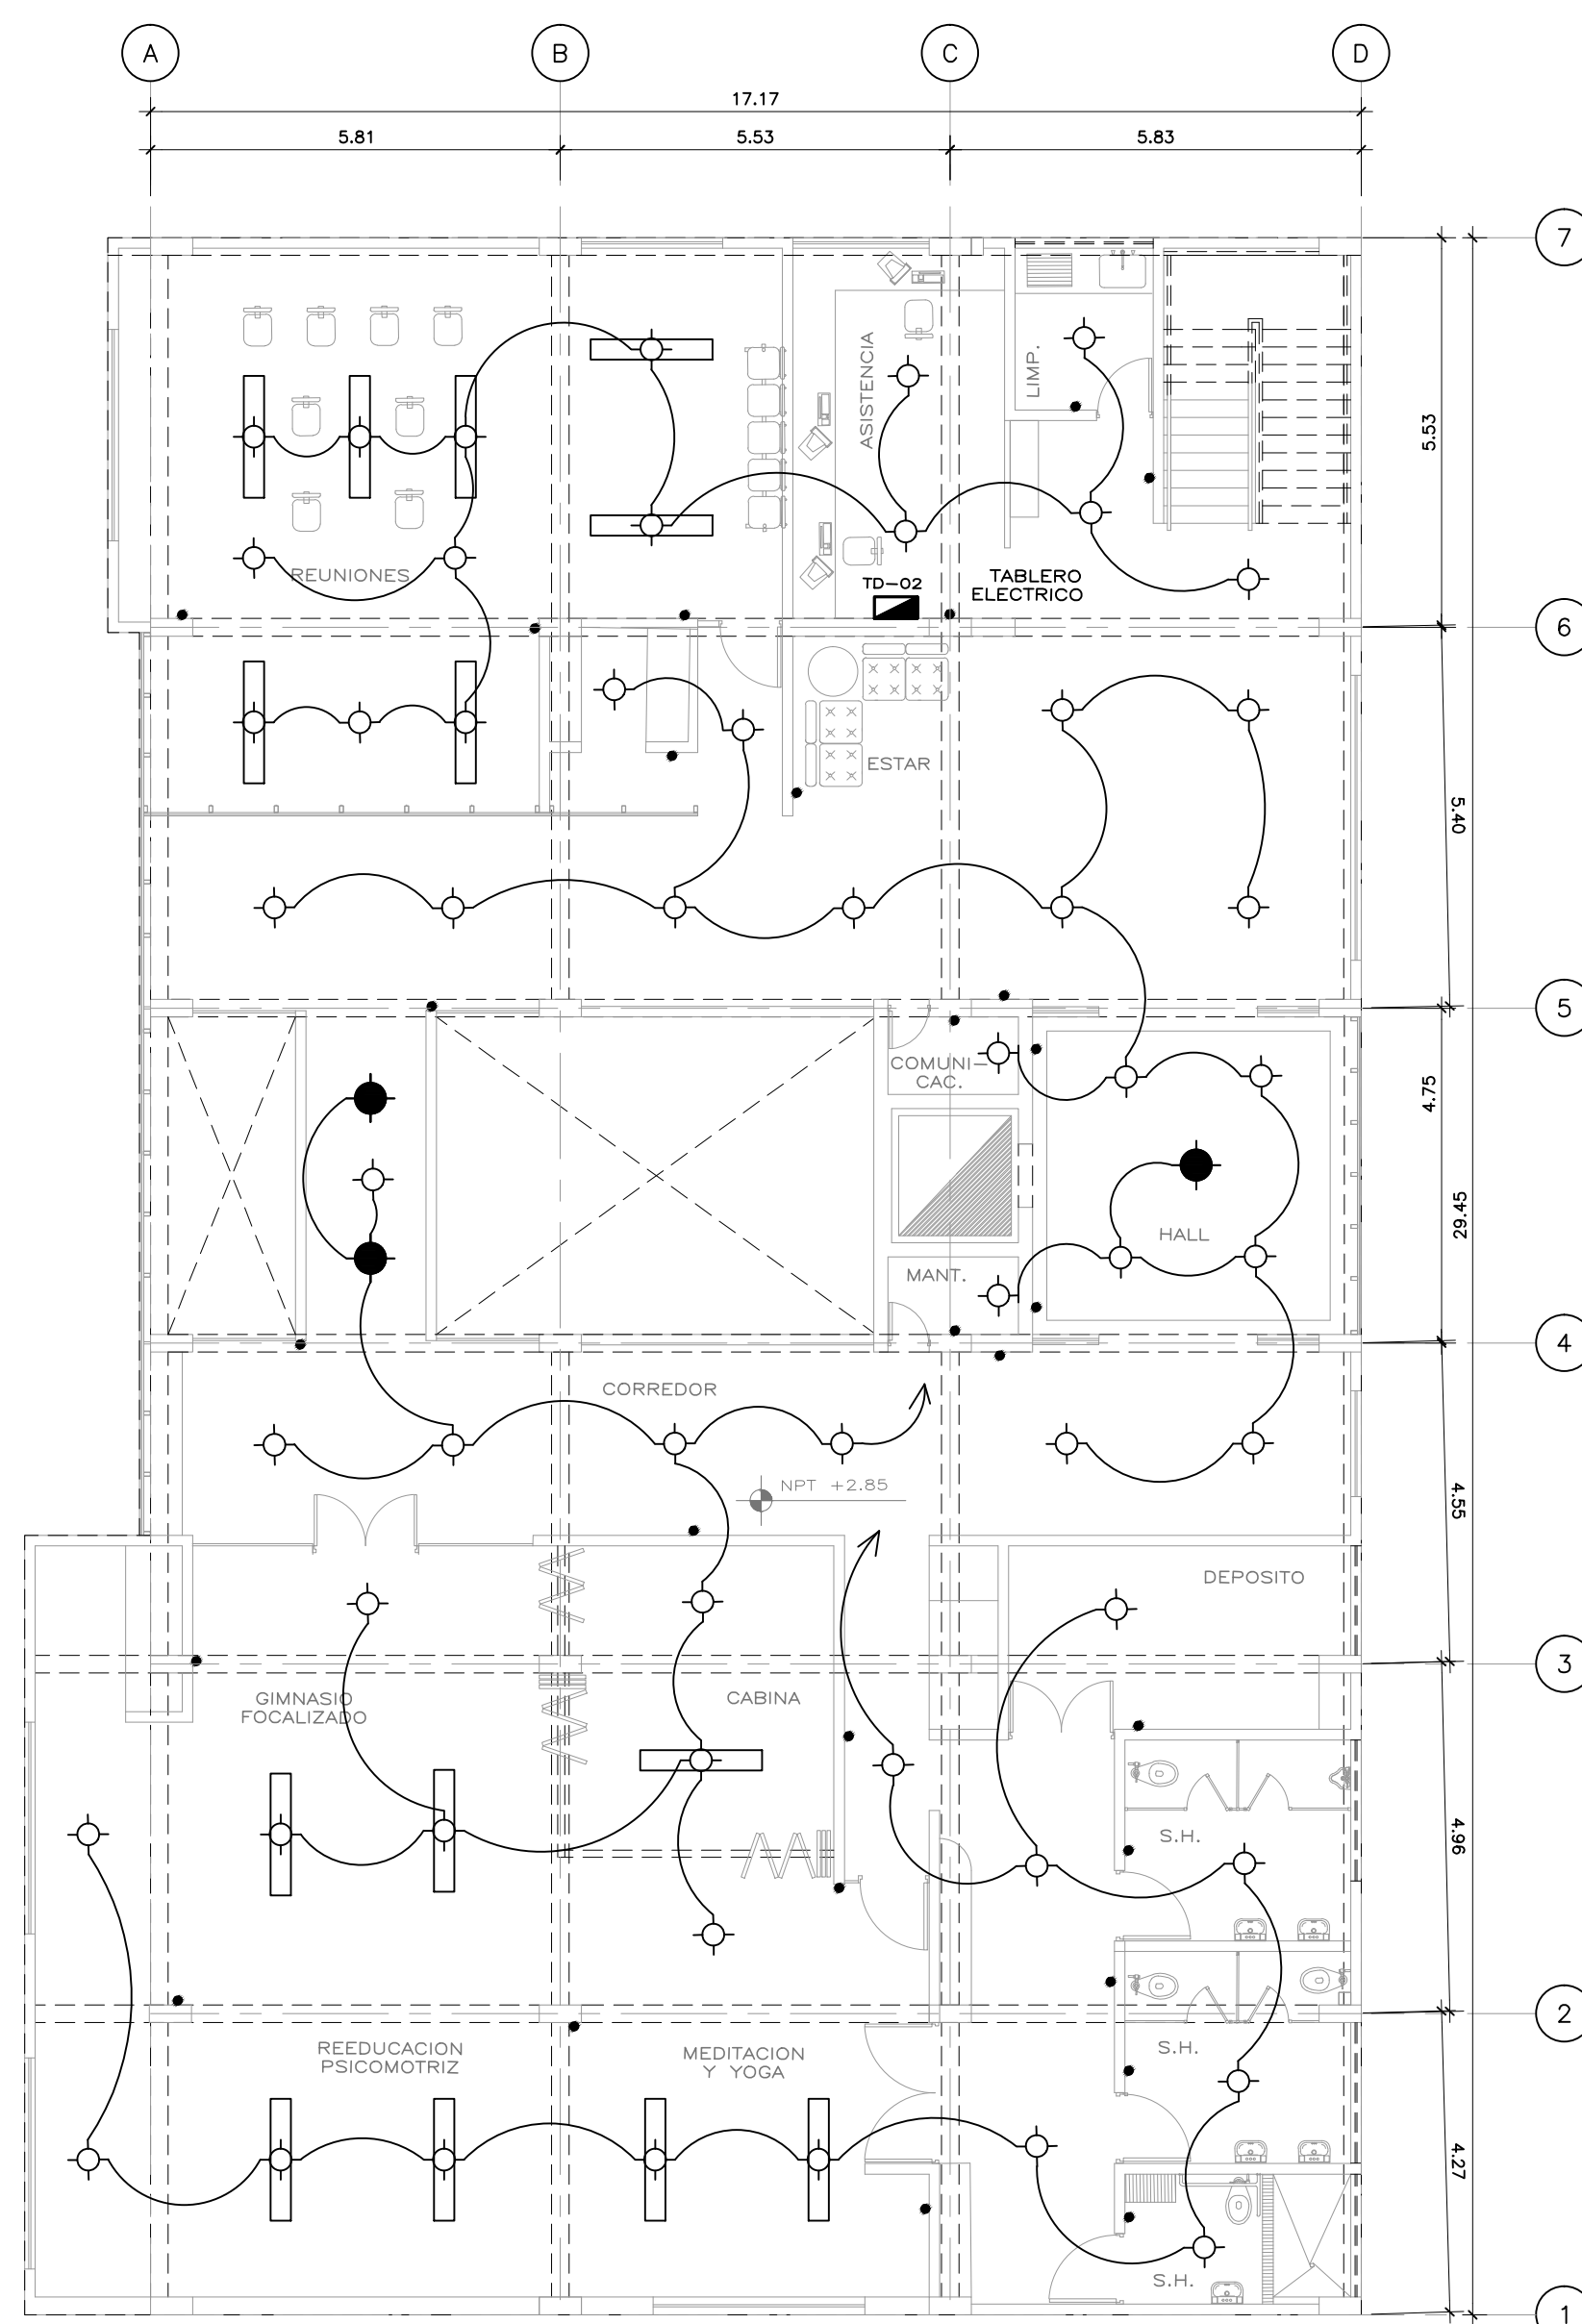 A
B
C
D
17.17
5.81
5.53
5.83
7
5.53
ASISTENCIA
LIMP.
REUNIONES
TD-02
TABLERO
ELECTRICO
6
ESTAR
5.40
5
COMUNI-
CAC.
4.75
29.45
HALL
MANT.
4
CORREDOR
NPT +2.85
4.55
DEPOSITO
3
GIMNASIO
FOCALIZADO
CABINA
4.96
S.H.
2
REEDUCACION
PSICOMOTRIZ
MEDITACION
Y YOGA
S.H.
4.27
S.H.
1